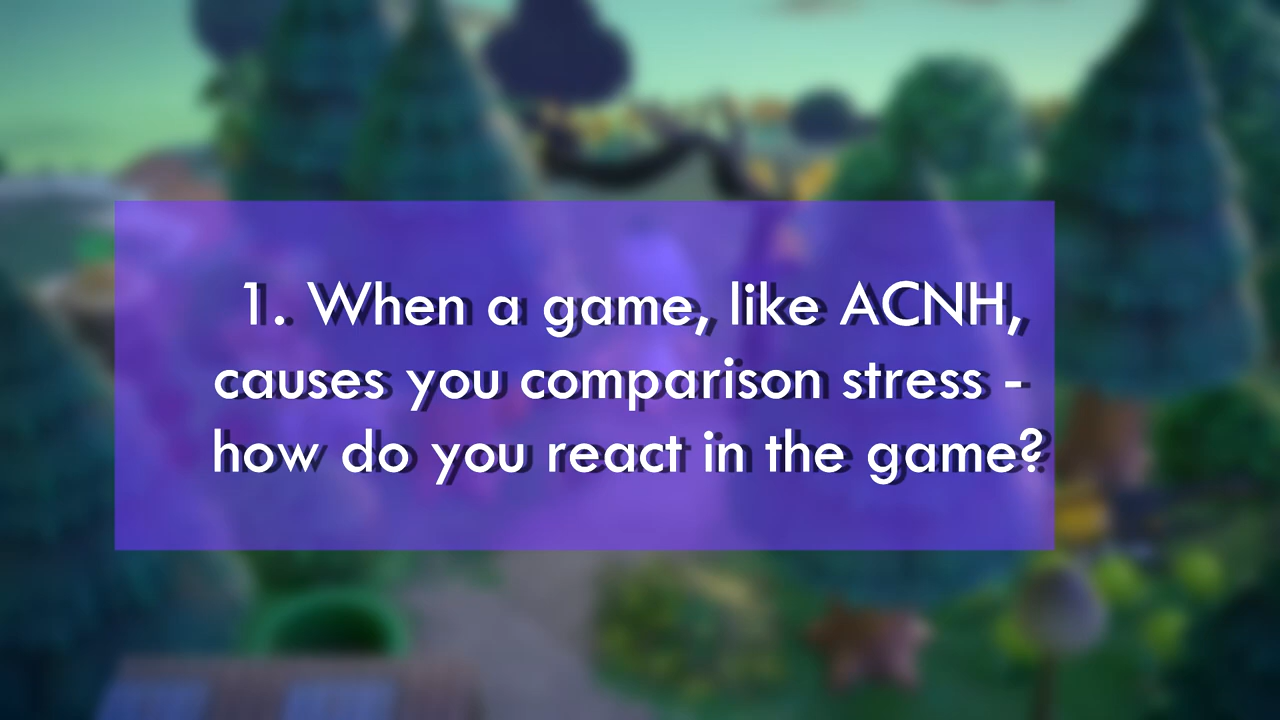 1. When a game, like ACNH,
causes you comparison stress -
how do you react in the game?